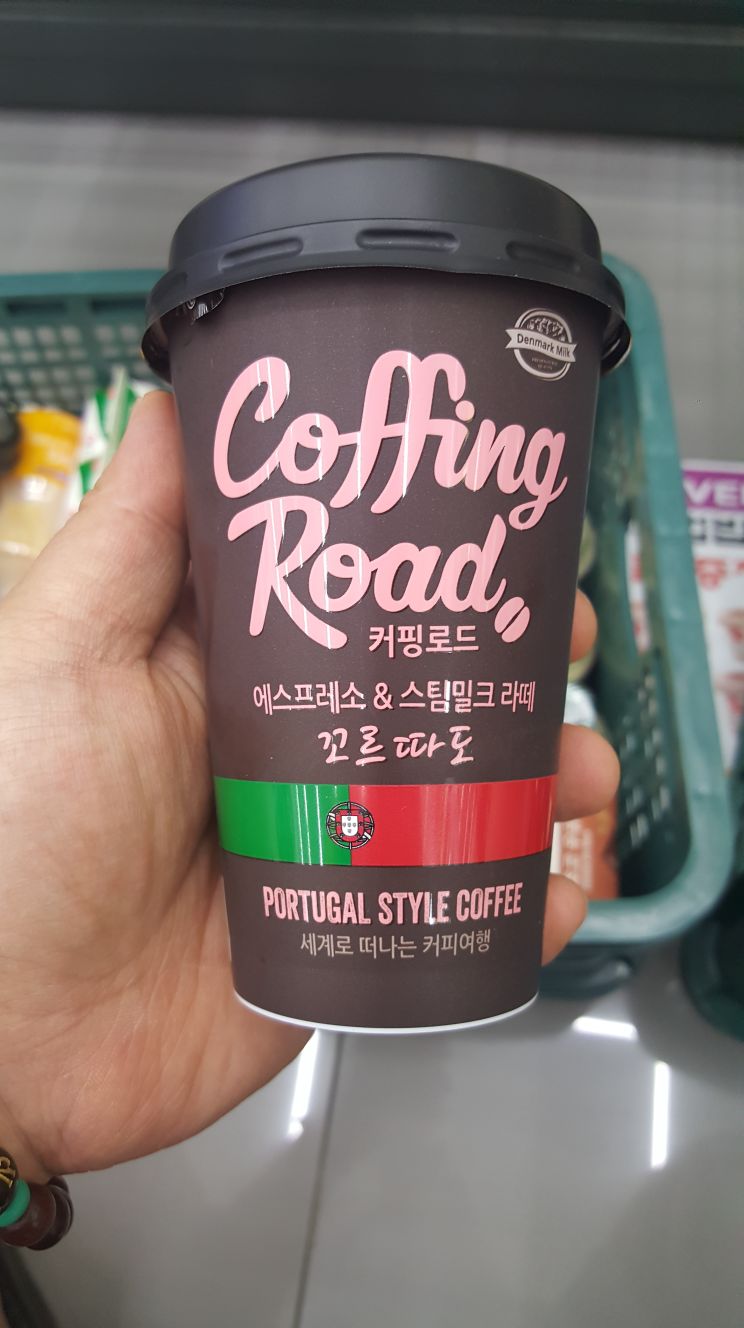 Denmark Milk
Coffing
Road
커핑로드
에스프레소 & 스팀밀크 라떼
꼬르따도
PORTUGAL STYLE COFFEE
세계로 떠나는 커피여행